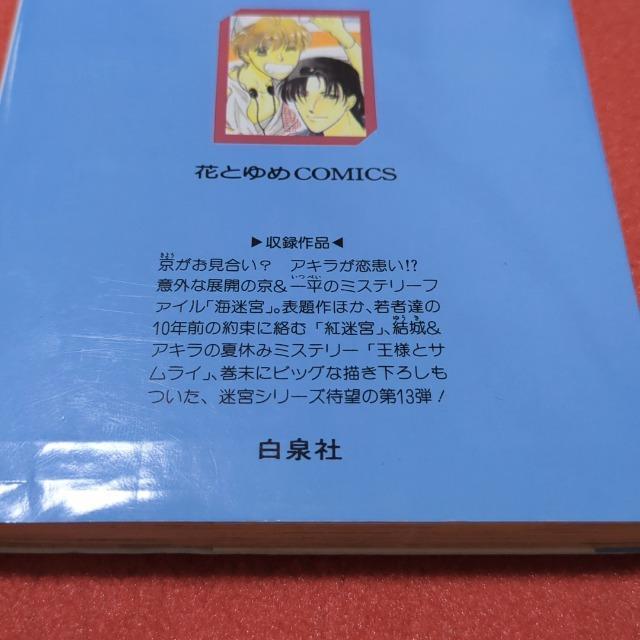 花とゆめCOMICS
▶収録作品◀
京がお見合い? アキラが恋患い!?
意外な展開の京&一平のミステリーフ
ァイル「海迷宮」。表題作ほか、若者達の
10年前の約束に絡む「紅迷宮」、結城&
アキラの夏休みミステリー「王様とサ
ムライ」、巻末にビッグな描き下ろしも
ついた、迷宮シリーズ待望の第13弾!
白泉社